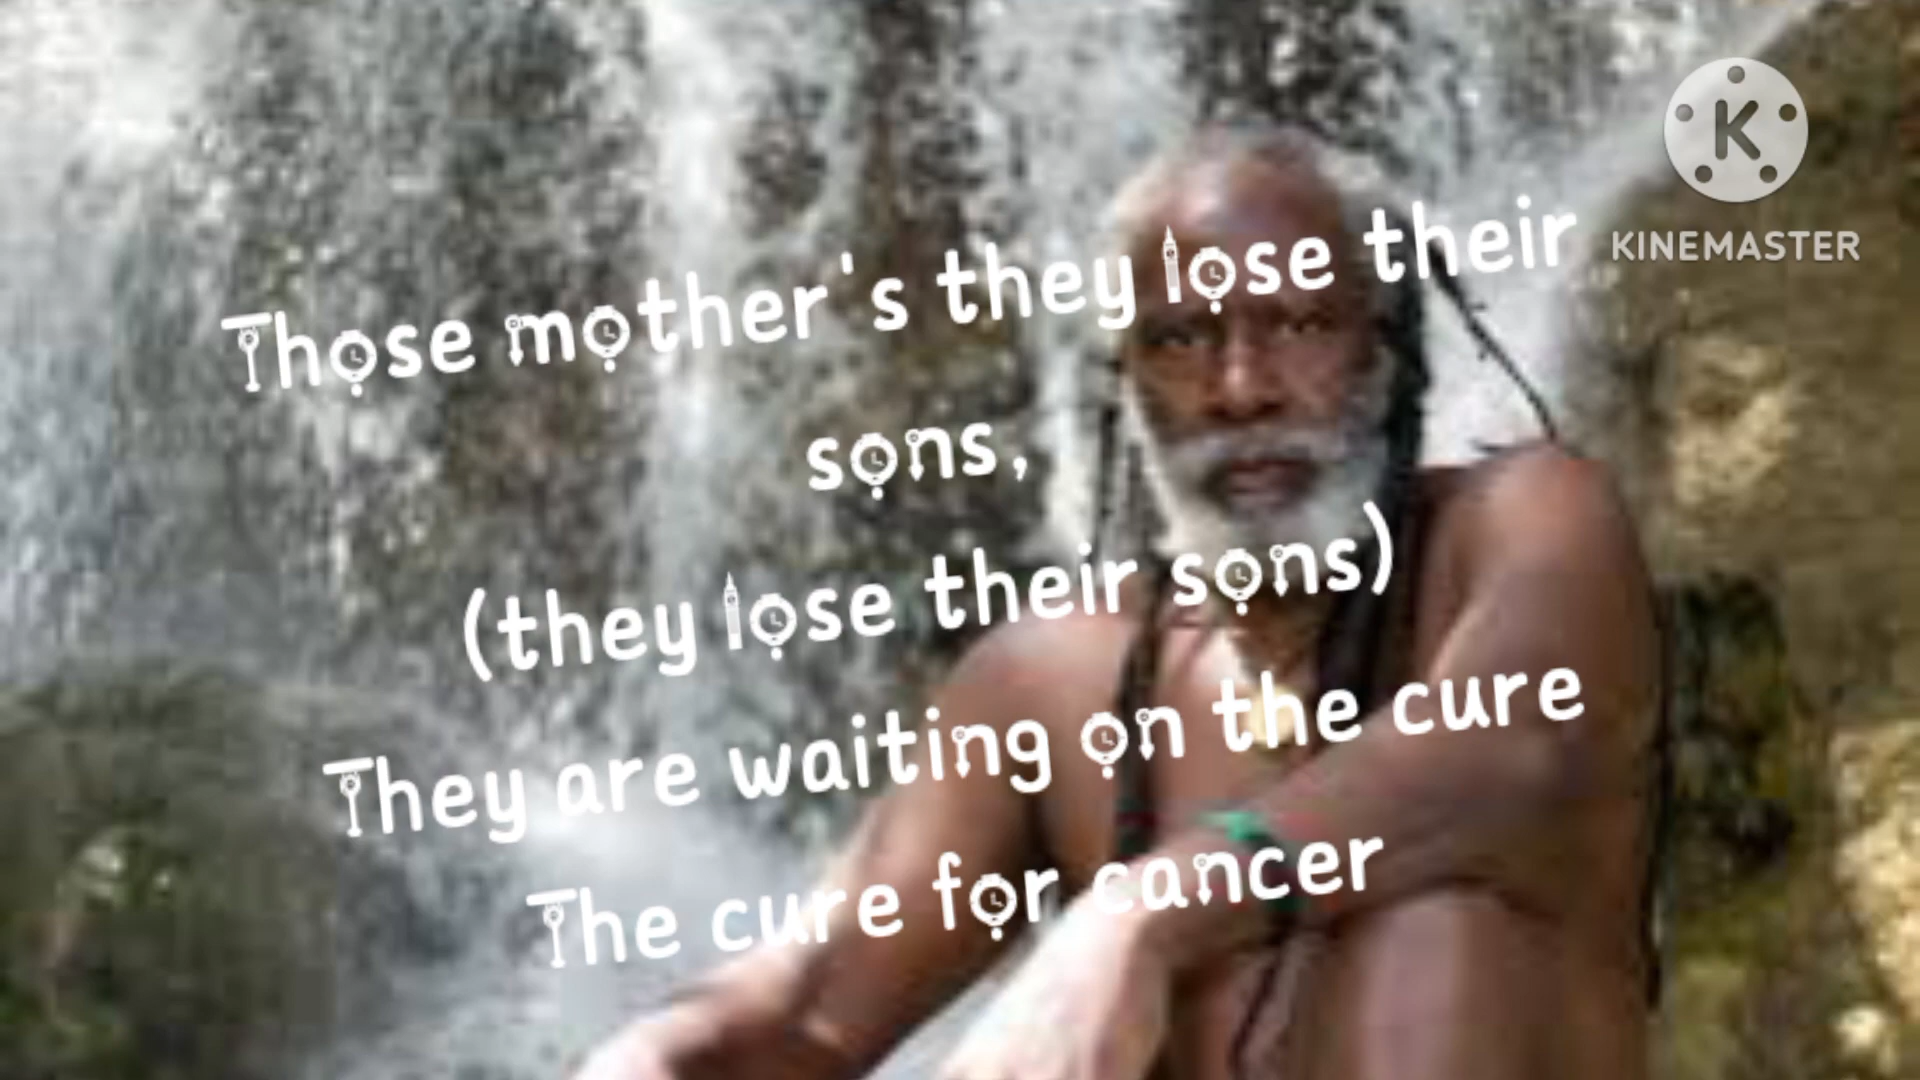 KINEMASTER
Those mother's they lose their
sons,
(they lose their sons)
They are waiting on the cure
The cure for cancer